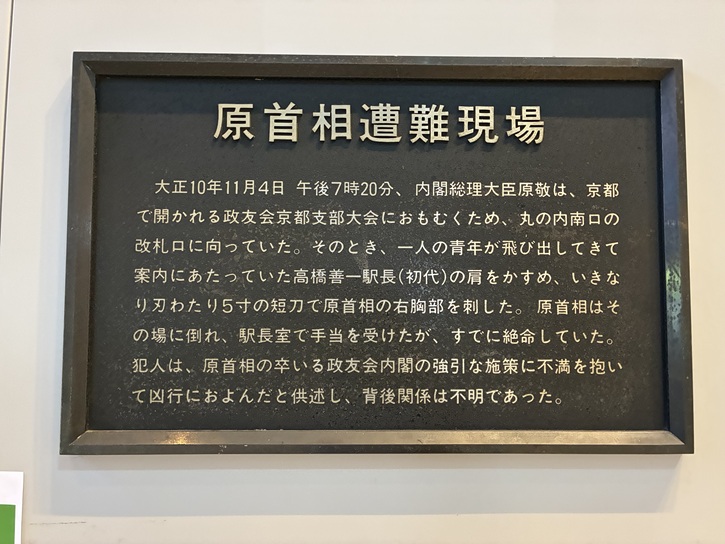 原首相遭難現場
大正10年11月4日 午後7時20分、内閣総理大臣原敬は、京都
で開かれる政友会京都支部大会におもむくため、丸の内南口の
改札口に向っていた。そのとき、一人の青年が飛び出してきて
案内にあたっていた高橋善一駅長(初代)の肩をかすめ、いきな
り刃わたり5寸の短刀で原首相の右胸部を刺した。原首相はそ
の場に倒れ、駅長室で手当を受けたが、すでに絶命していた。
犯人は、原首相の卒いる政友会内閣の強引な施策に不満を抱い
て凶行におよんだと供述し、背後関係は不明であった。